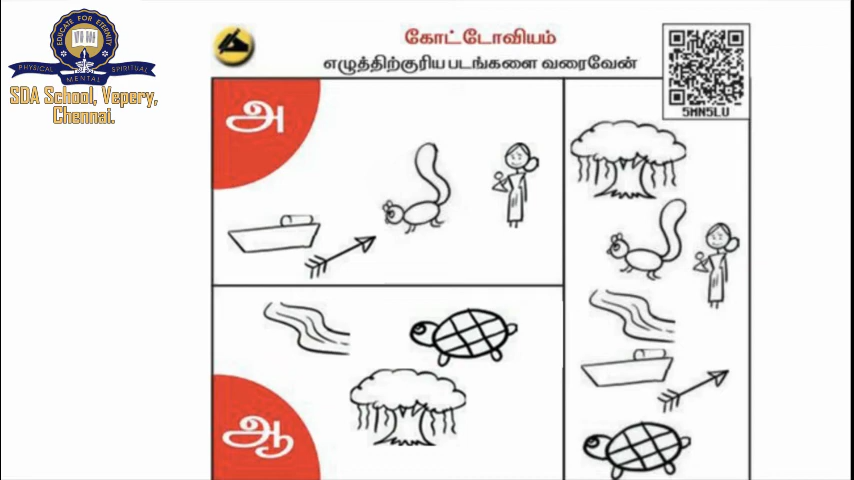 EDUCATE FOR ETERNITY
PHYSICAL
MENTAL
SPIRITUAL
SDA School, Vepery,
Chennai.
கோட்டோவியம்
எழுத்திற்குரிய படங்களை வரைவேன்
5MN5LU
அ
ஆ